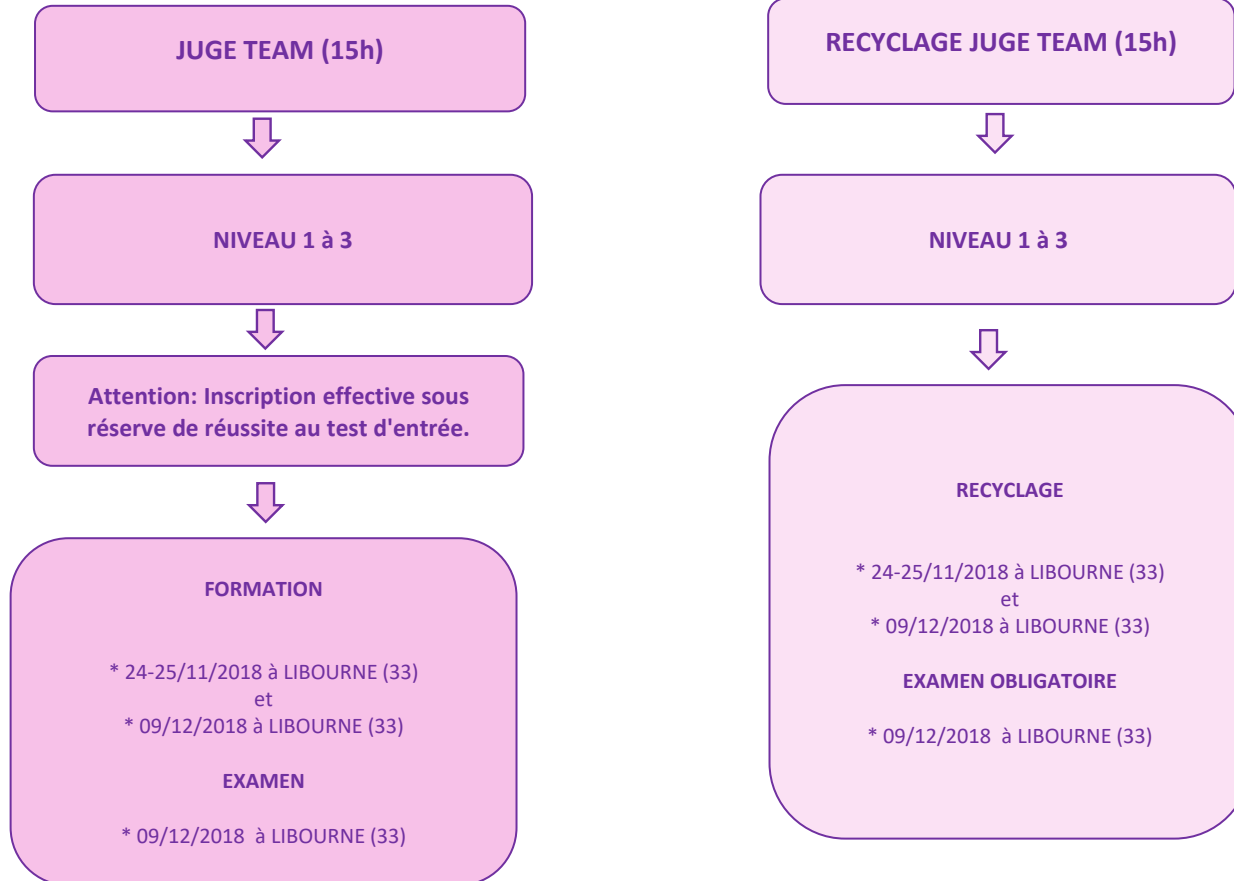 JUGE TEAM (15h)
NIVEAU 1 à 3
Attention: Inscription effective sous
réserve de réussite au test d'entrée.
FORMATION
* 24-25/11/2018 à LIBOURNE (33)
et
* 09/12/2018 à LIBOURNE (33)
EXAMEN
* 09/12/2018 à LIBOURNE (33)
RECYCLAGE JUGE TEAM (15h)
NIVEAU 1 à 3
RECYCLAGE
* 24-25/11/2018 à LIBOURNE (33)
et
* 09/12/2018 à LIBOURNE (33)
EXAMEN OBLIGATOIRE
* 09/12/2018 à LIBOURNE (33)